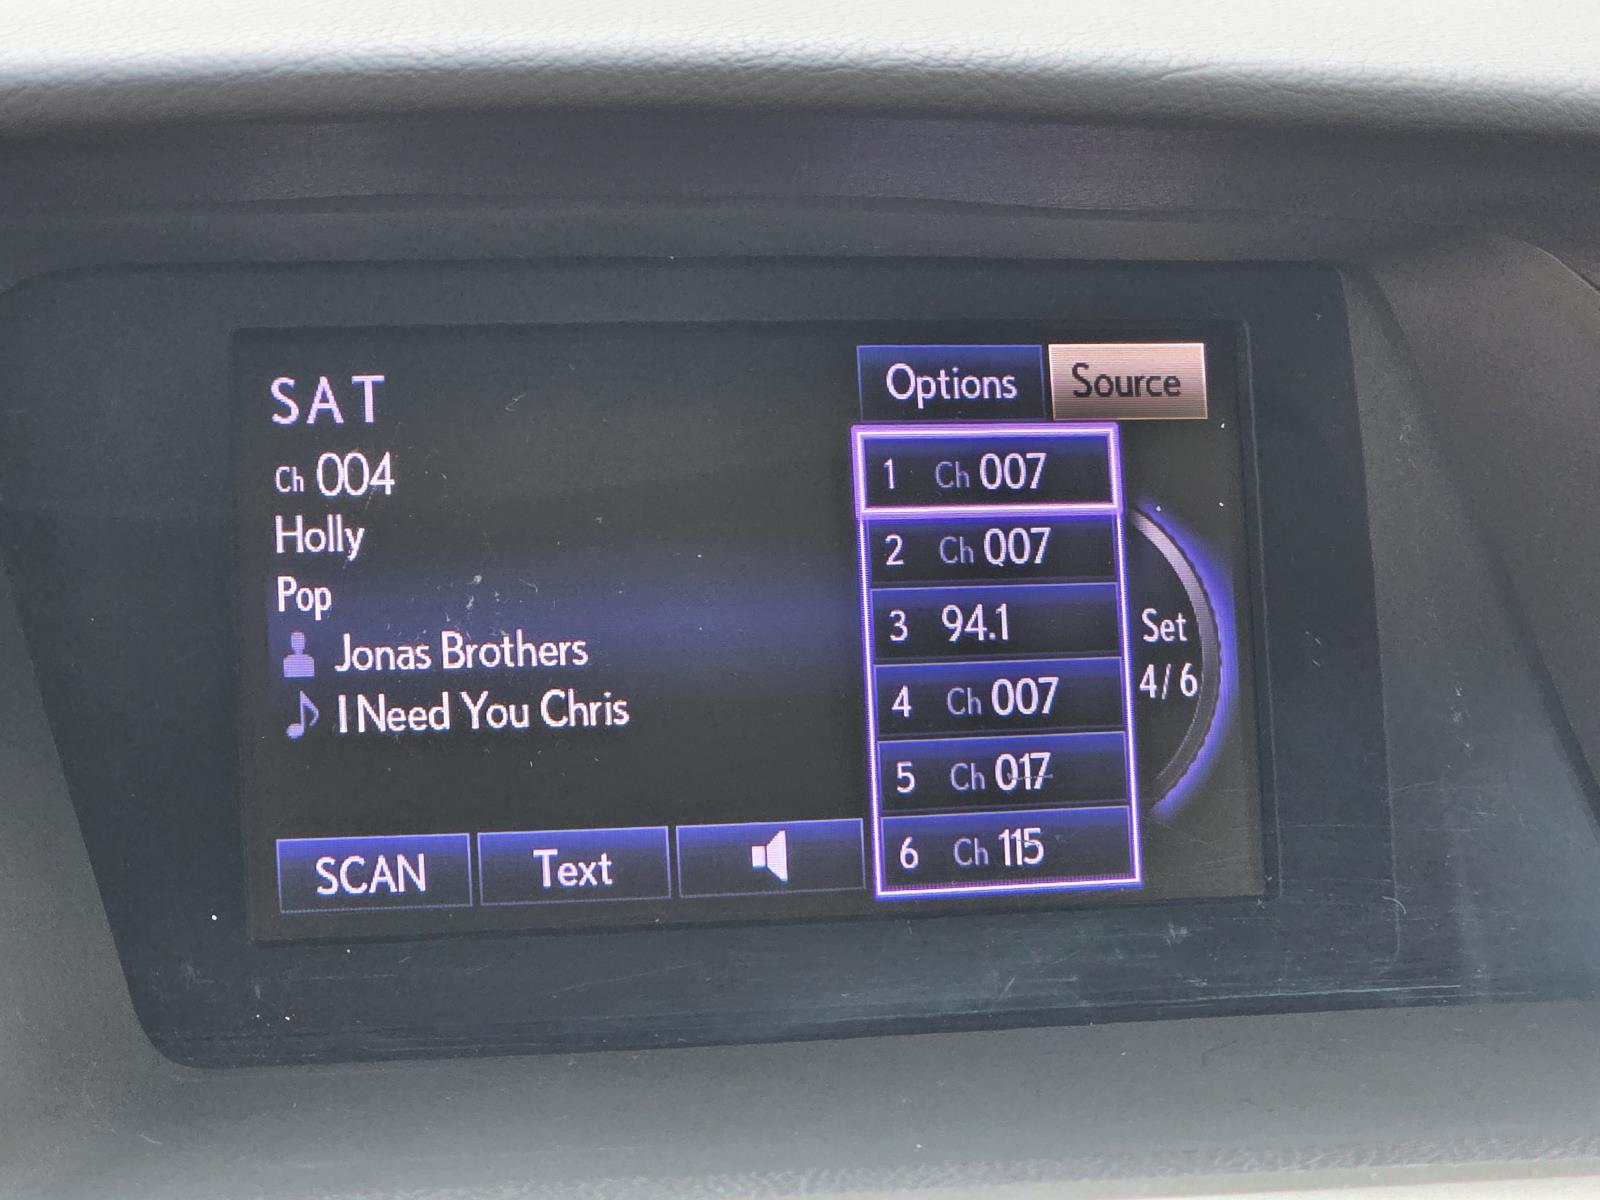 SAT
Ch 004
Holly
Pop
Jonas Brothers
I Need You Chris
SCAN Text
Options Source
1 Ch 007
2 Ch 007
3 94.1
4 Ch 007
5 Ch 017
6 Ch 115
Set
4/6